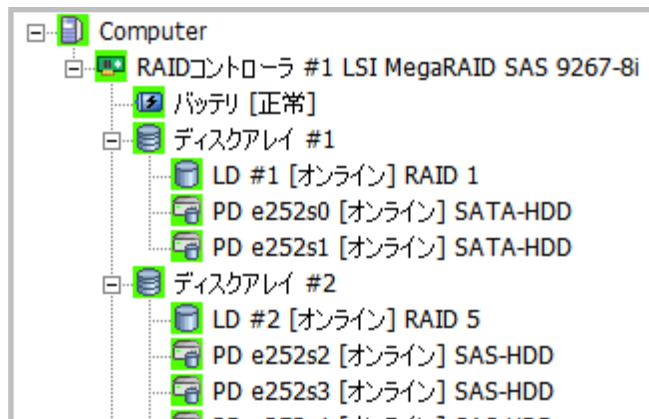 Computer
RAIDコントローラ #1 LSI MegaRAID SAS 9267-8i
バッテリ [正常]
ディスクアレイ #1
LD #1 [オンライン] RAID 1
PD e252s0 [オンライン] SATA-HDD
PD e252s1 [オンライン] SATA-HDD
ディスクアレイ #2
LD #2 [オンライン] RAID 5
PD e252s2 [オンライン] SAS-HDD
PD e252s3 [オンライン] SAS-HDD